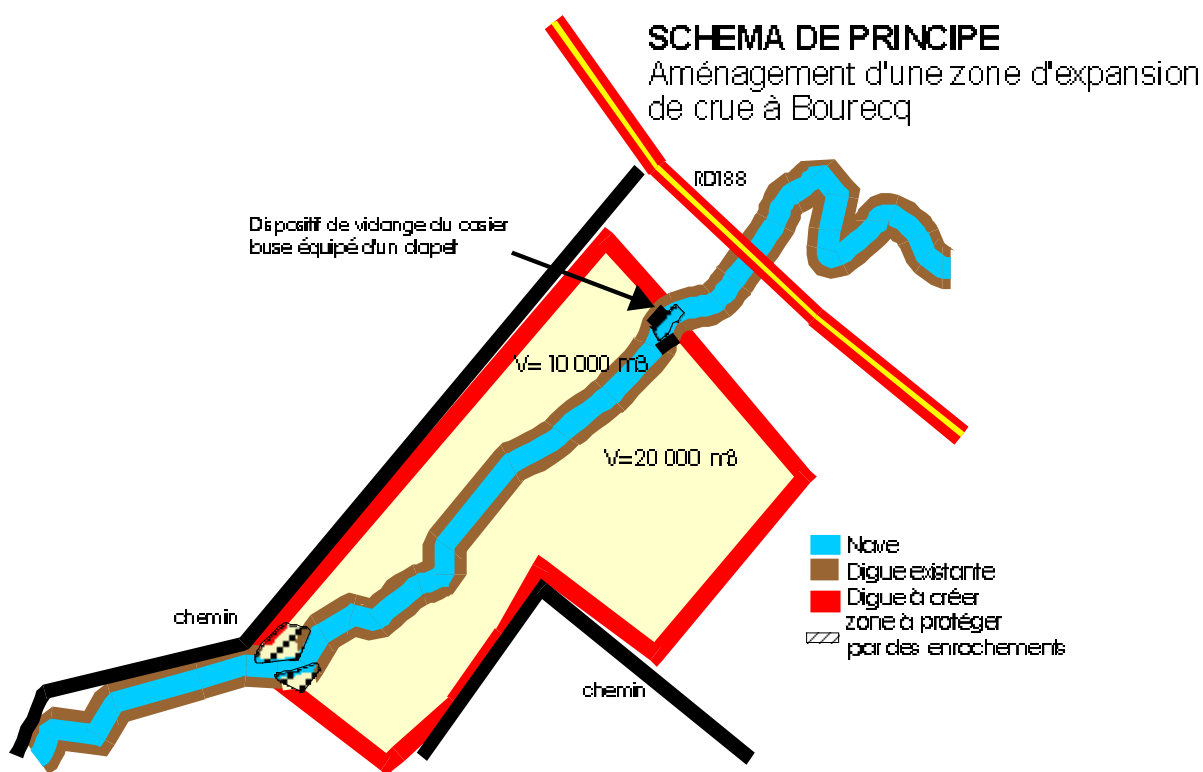 SCHEMA DE PRINCIPE
Aménagement d'une zone d'expansion
de crue à Bourecq
RD188
Dispositif de vidange du casier
buse équipé d'un clapet
V= 10 000 m3
V=20 000 m3
chemin
chemin
Nave
Digue existante
Digue à créer
zone à protéger
par des enrochements